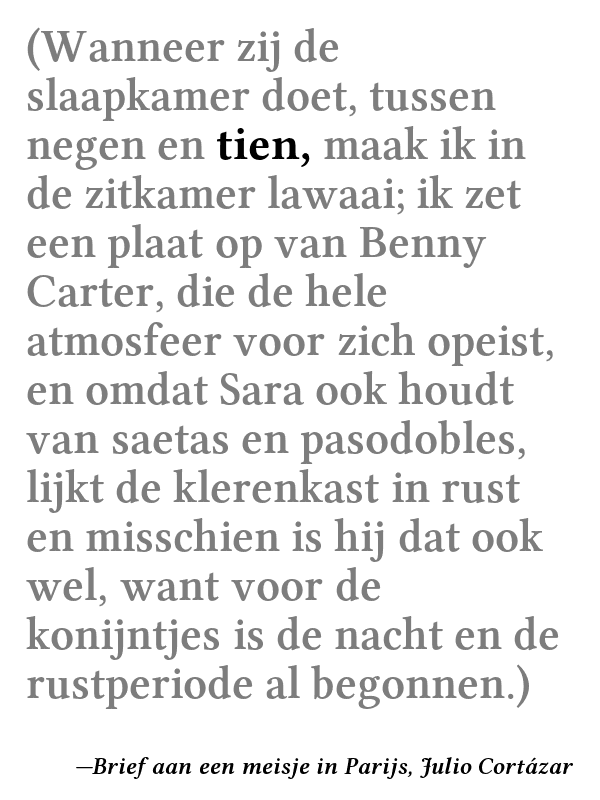 (Wanneer zij de
slaapkamer doet, tussen
negen en tien, maak ik in
de zitkamer lawaai; ik zet
een plaat op van Benny
Carter, die de hele
atmosfeer voor zich opeist,
en omdat Sara ook houdt
van saetas en pasodobles,
lijkt de klerenkast in rust
en misschien is hij dat ook
wel, want voor de
konijntjes is de nacht en de
rustperiode al begonnen.)
—Brief aan een meisje in Parijs, Julio Cortázar